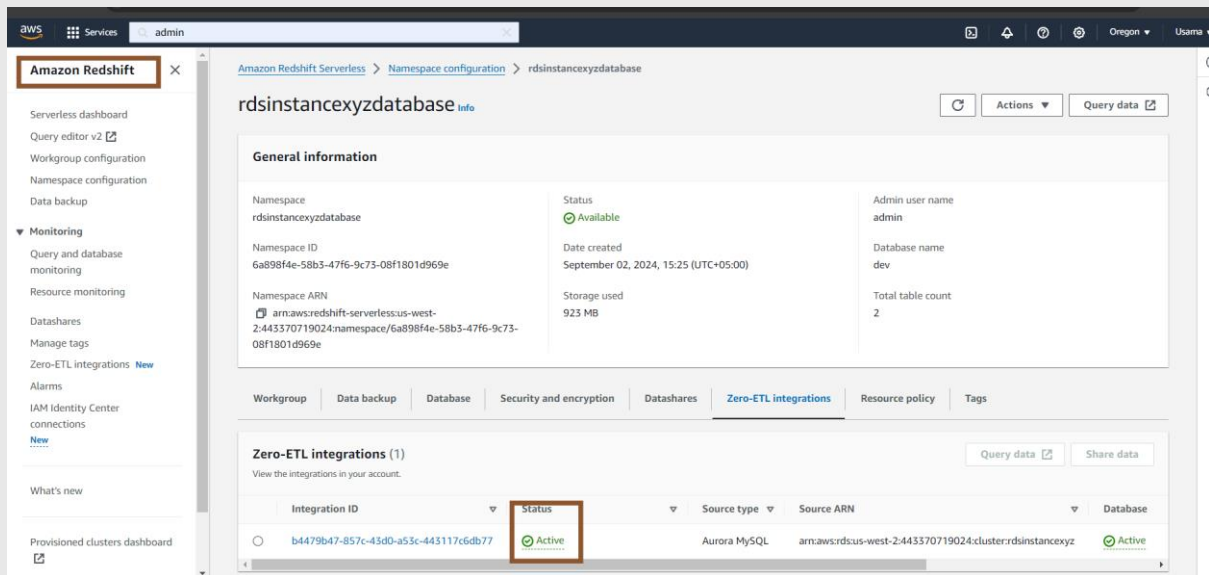 aws
Services
admin
Oregon
Usama
Amazon Redshift
Serverless dashboard
Query editor v2
Workgroup configuration
Namespace configuration
Data backup
Monitoring
Query and database
monitoring
Resource monitoring
Datashares
Manage tags
Zero-ETL integrations New
Alarms
IAM Identity Center
connections
New
What's new
Provisioned clusters dashboard
Amazon Redshift Serverless > Namespace configuration > rdsinstancexyzdatabase
rdsinstancexyzdatabase Info
Actions
Query data
General information
Namespace
rdsinstancexyzdatabase
Namespace ID
6a898f4e-58b3-47f6-9c73-08f1801d969e
Namespace ARN
arn:aws:redshift-serverless:us-west-
2:443370719024:namespace/6a898f4e-58b3-47f6-9c73-
08f1801d969e
Status
Available
Date created
September 02, 2024, 15:25 (UTC+05:00)
Storage used
923 MB
Admin user name
admin
Database name
dev
Total table count
2
Workgroup Data backup Database Security and encryption Datashares Zero-ETL integrations Resource policy Tags
Zero-ETL integrations (1)
View the integrations in your account.
Query data
Share data
Integration ID Status Source type Source ARN Database
b4479b47-857c-43d0-a53c-443117c6db77 Active Aurora MySQL arn:aws:rds:us-west-2:443370719024:cluster:rdsinstancexyz Active